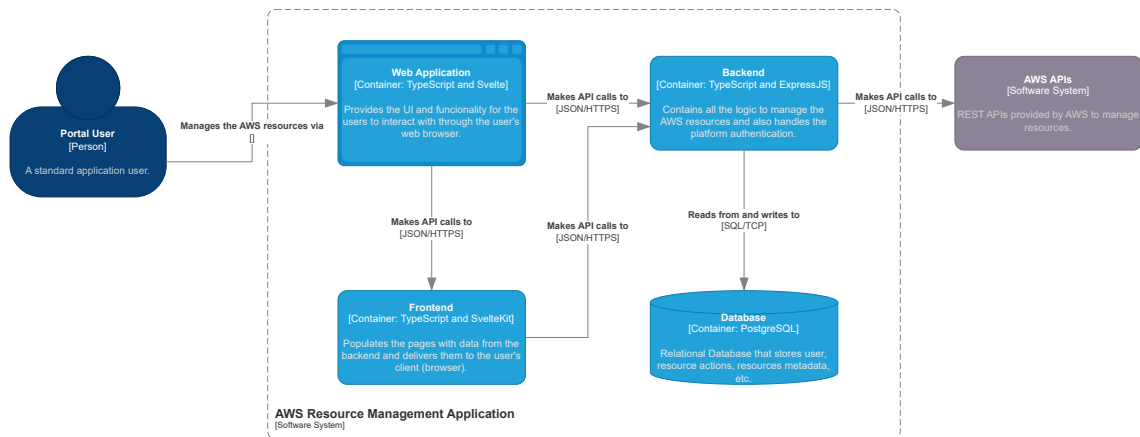 Portal User
[Person]
A standard application user.
Manages the AWS resources via
[]
Web Application
[Container: TypeScript and Svelte]
Provides the UI and funcionality for the
users to interact with through the user's
web browser.
Makes API calls to
[JSON/HTTPS]
Backend
[Container: TypeScript and ExpressJS]
Contains all the logic to manage the
AWS resources and also handles the
platform authentication.
Makes API calls to
[JSON/HTTPS]
AWS APIs
[Software System]
REST APIs provided by AWS to manage
resources.
Makes API calls to
[JSON/HTTPS]
Makes API calls to
[JSON/HTTPS]
Reads from and writes to
[SQL/TCP]
Frontend
[Container: TypeScript and SvelteKit]
Populates the pages with data from the
backend and delivers them to the user's
client (browser).
Database
[Container: PostgreSQL]
Relational Database that stores user,
resource actions, resources metadata,
etc.
AWS Resource Management Application
[Software System]